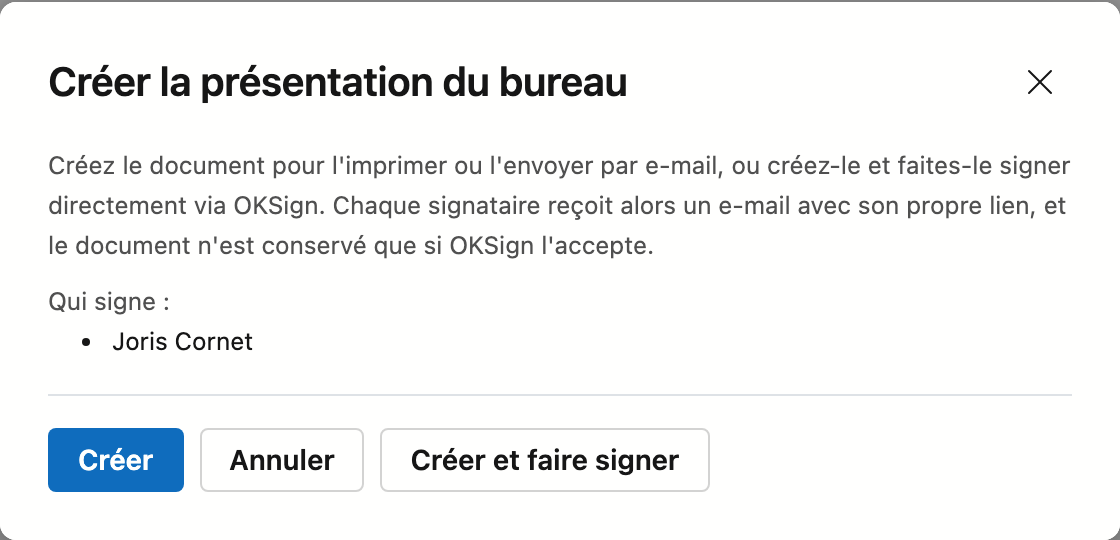 Créer la présentation du bureau
Créez le document pour l'imprimer ou l'envoyer par e-mail, ou créez-le et faites-le signer
directement via OKSign. Chaque signataire reçoit alors un e-mail avec son propre lien, et
le document n'est conservé que si OKSign l'accepte.
Qui signe :
• Joris Cornet
Créer
Annuler
Créer et faire signer